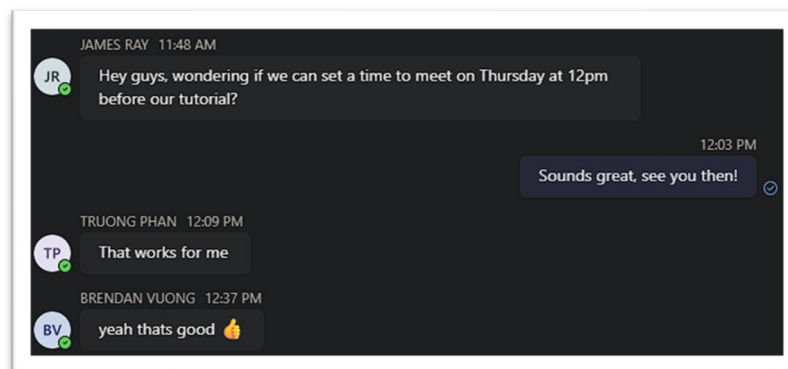 JAMES RAY 11:48 AM
JR
Hey guys, wondering if we can set a time to meet on Thursday at 12pm
before our tutorial?
12:03 PM
Sounds great, see you then!
TRUONG PHAN 12:09 PM
TP
That works for me
BRENDAN VUONG 12:37 PM
BV
yeah thats good 👍